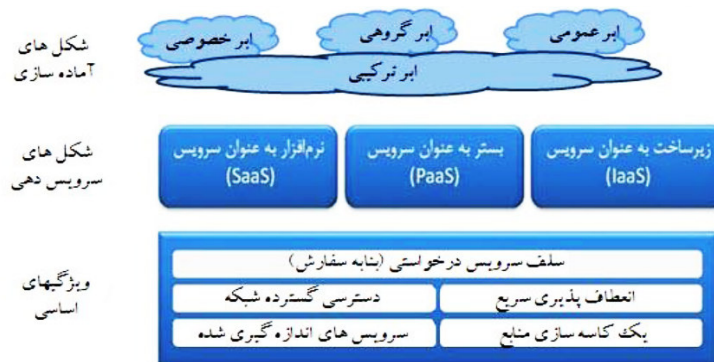 شکل های
آماده سازی
ابر عمومی
ابر گروهی
ابر خصوصی
ابر ترکیبی
شکل های
سرویس دهی
زیرساخت به عنوان سرویس
(IaaS)
بستر به عنوان سرویس
(PaaS)
نرم‌افزار به عنوان سرویس
(SaaS)
ویژگیهای
اساسی
سلف سرویس درخواستی (بنابه سفارش)
انعطاف پذیری سریع
دسترسی گسترده شبکه
یک کاسه سازی منابع
سرویس های اندازه گیری شده